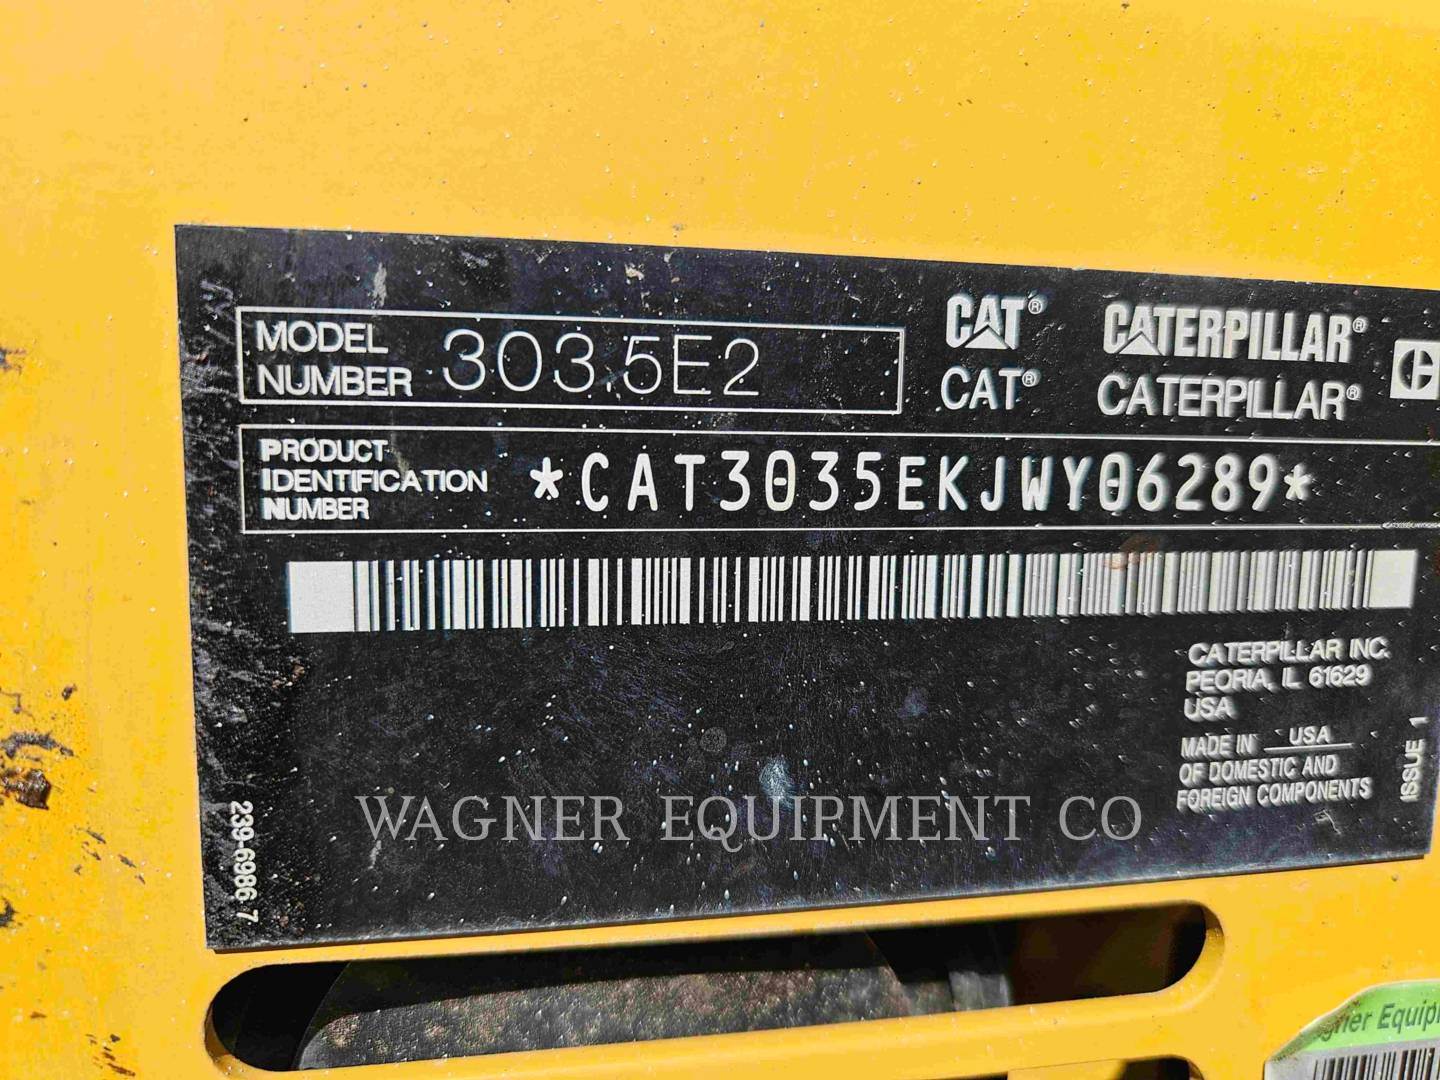 MODEL NUMBER 303.5E2
CAT® CATERPILLAR®
CAT® CATERPILLAR®
PRODUCT IDENTIFICATION NUMBER *CAT3035EKJWY06289*
CATERPILLAR INC.
PEORIA, IL 61629
USA
MADE IN USA
OF DOMESTIC AND
FOREIGN COMPONENTS
ISSUE 1
239-6986 7
WAGNER EQUIPMENT CO